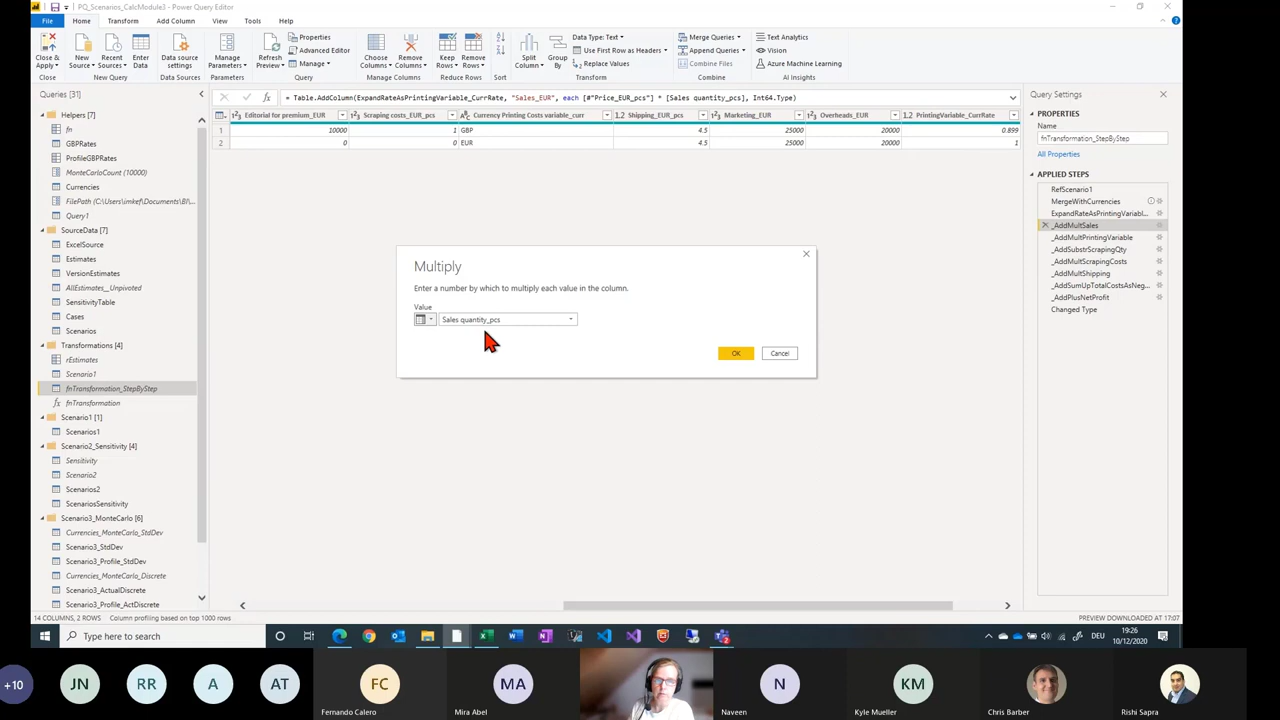 PQ_Scenarios_CalcModule3 - Power Query Editor
File Home Transform Add Column View Tools Help
Close & Apply
Close
New Source
Recent Sources
Enter Data
New Query
Data source settings
Data Sources
Manage Parameters
Parameters
Refresh Preview
Properties
Advanced Editor
Manage
Query
Choose Columns
Remove Columns
Manage Columns
Keep Rows
Remove Rows
Reduce Rows
Sort
Split Column
Group By
Data Type: Text
Use First Row as Headers
Replace Values
Transform
Merge Queries
Append Queries
Combine Files
Combine
Text Analytics
Vision
Azure Machine Learning
AI Insights
Queries [31]
Helpers [7]
fn
GBPRates
ProfileGBPRates
MonteCarloCount (10000)
Currencies
FilePath (C:\Users\imkef\Documents\BI\...
Query1
SourceData [7]
ExcelSource
Estimates
VersionEstimates
AllEstimates__Unpivoted
SensitivityTable
Cases
Scenarios
Transformations [4]
rEstimates
Scenario1
fnTransformation_StepByStep
fnTransformation
Scenario1 [1]
Scenarios1
Scenario2_Sensitivity [4]
Sensitivity
Scenario2
Scenarios2
ScenariosSensitivity
Scenario3_MonteCarlo [6]
Currencies_MonteCarlo_StdDev
Scenario3_StdDev
Scenario3_Profile_StdDev
Currencies_MonteCarlo_Discrete
Scenario3_ActualDiscrete
Scenario3_Profile_ActDiscrete
= Table.AddColumn(ExpandRateAsPrintingVariable_CurrRate, "Sales_EUR", each [#"Price_EUR_pcs"] * [Sales quantity_pcs], Int64.Type)
Editorial for premium_EUR Scraping costs_EUR_pcs Currency Printing Costs variable_curr Shipping_EUR_pcs Marketing_EUR Overheads_EUR PrintingVariable_CurrRate
1 10000 1 GBP 4.5 25000 20000 0.899
2 0 0 EUR 4.5 25000 20000 1
Multiply
Enter a number by which to multiply each value in the column.
Value
Sales quantity_pcs
OK Cancel
Query Settings
PROPERTIES
Name
fnTransformation_StepByStep
All Properties
APPLIED STEPS
RefScenario1
MergeWithCurrencies
ExpandRateAsPrintingVariabl...
_AddMultSales
_AddMultPrintingVariable
_AddSubstrScrapingQty
_AddMultScrapingCosts
_AddMultShipping
_AddSumUpTotalCostsAsNeg...
_AddPlusNetProfit
Changed Type
14 COLUMNS, 2 ROWS Column profiling based on top 1000 rows
PREVIEW DOWNLOADED AT 17:07
Type here to search
DEU
19:26
10/12/2020
+10 JN RR A AT FC MA N KM
Fernando Calero Mira Abel Naveen Kyle Mueller Chris Barber Rishi Sapra